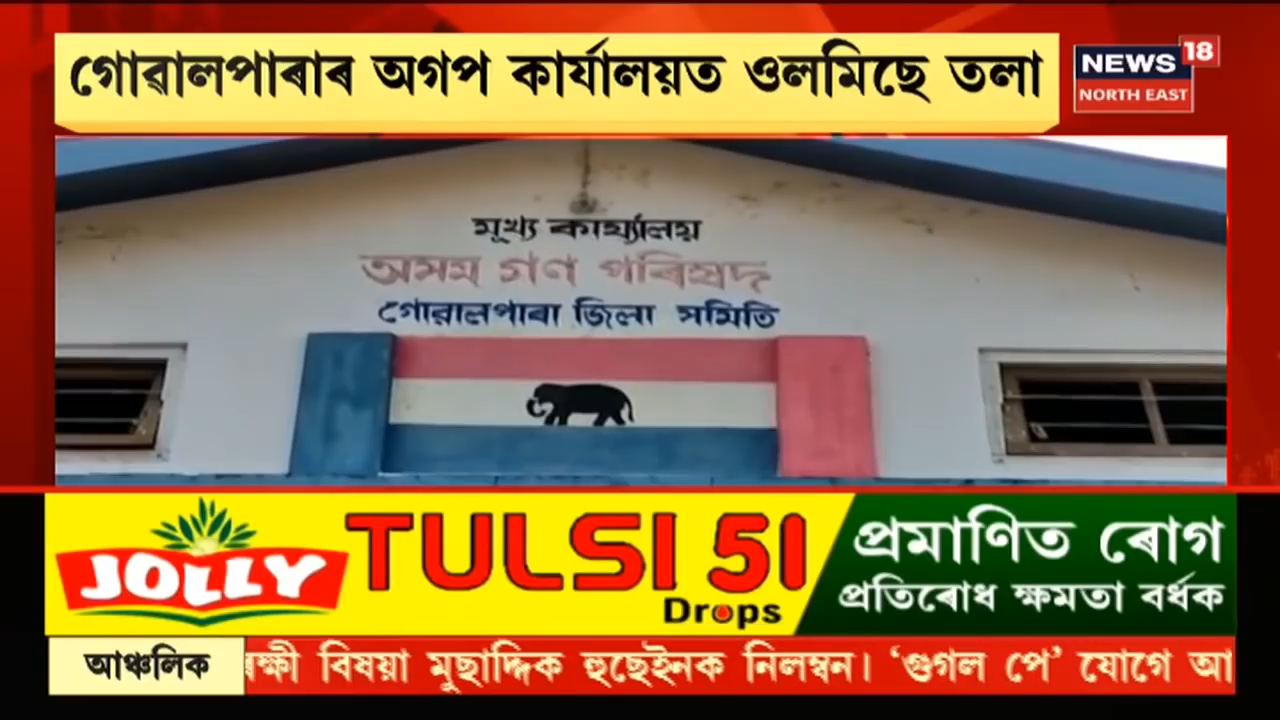 গোৱালপাৰাৰ অগপ কাৰ্যালয়ত ওলমিছে তলা
NEWS 18
NORTH EAST
মূখ্য কাৰ্য্যালয়
অসম গণ পৰিষদ
গোৱালপাৰা জিলা সমিতি
JOLLY TULSI 51
Drops
প্ৰমাণিত ৰোগ
প্ৰতিৰোধ ক্ষমতা বৰ্ধক
আঞ্চলিক
বিষয়া মুছাদ্দিক হুছেইনক নিলম্বন। ‘গুগল পে’ যোগে আ